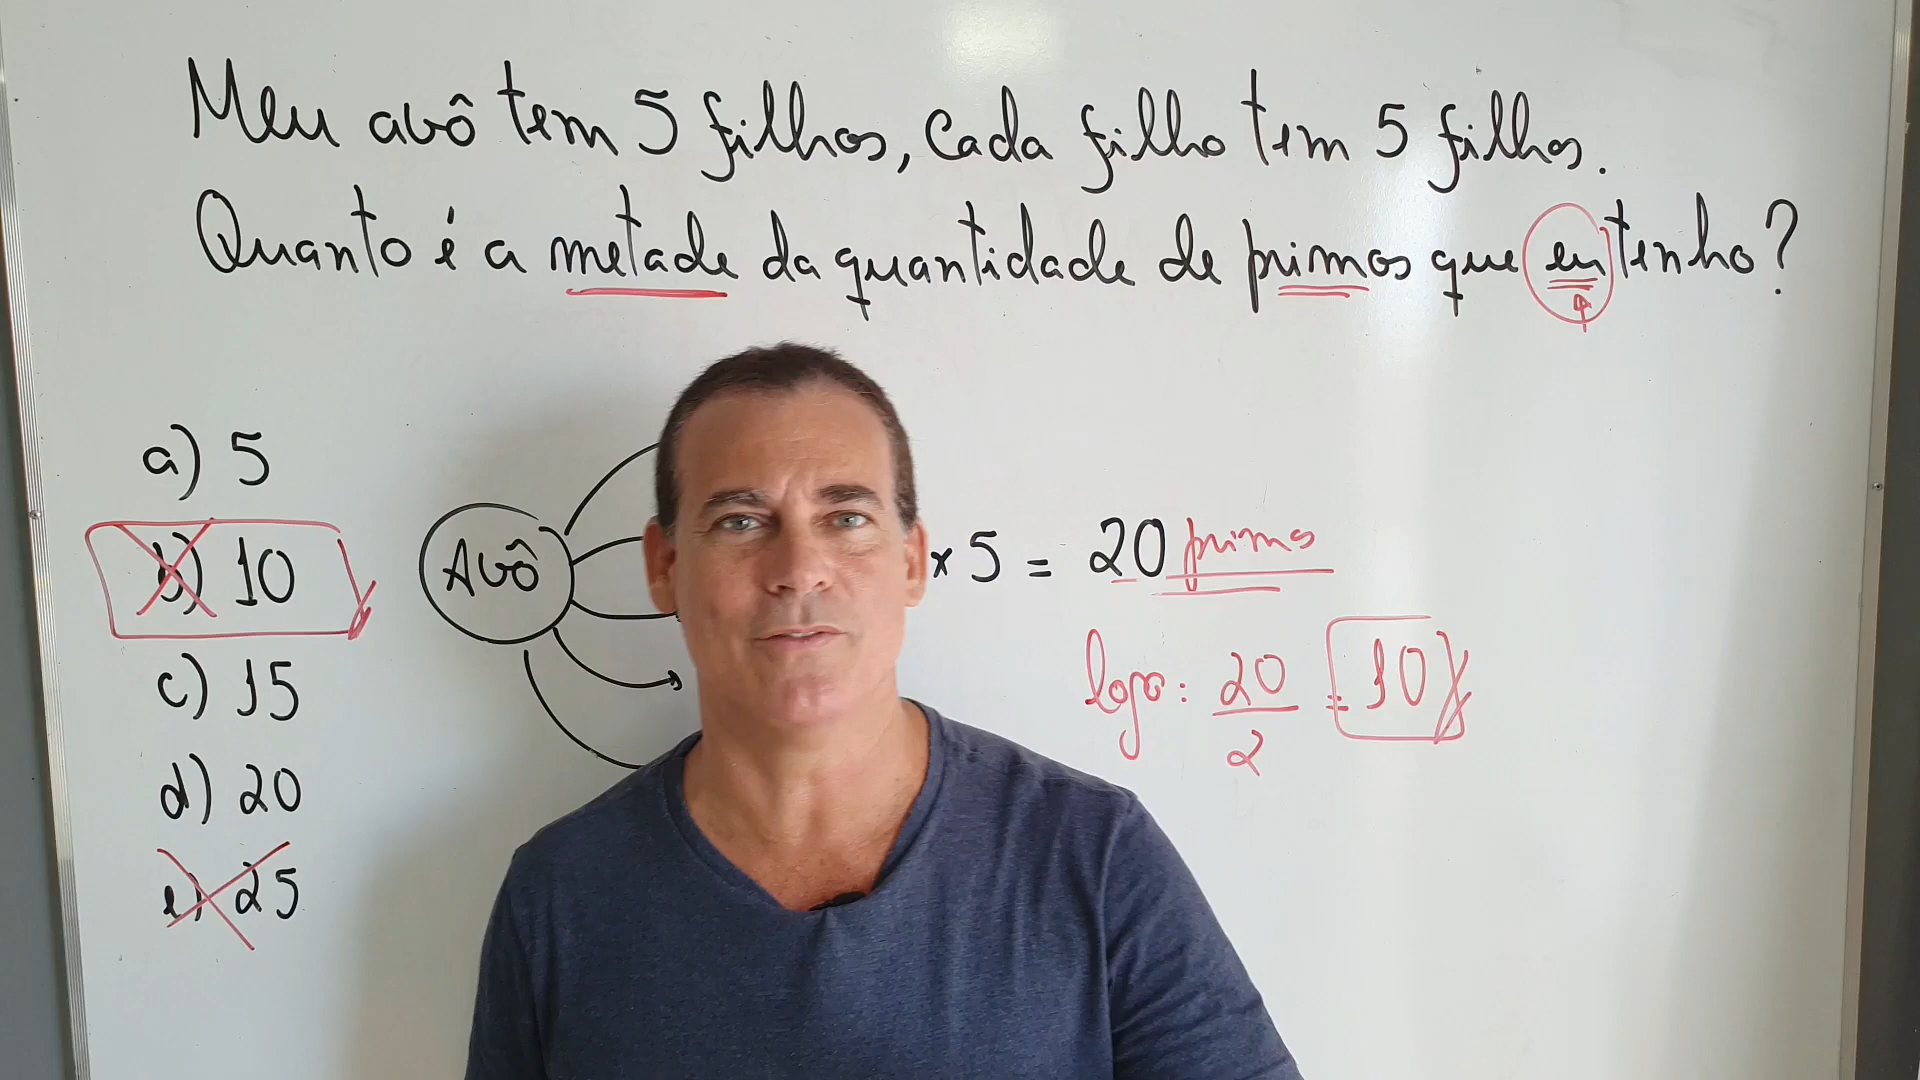 Meu avô tem 5 filhos, Cada filho tem 5 filhos.
Quanto é a metade da quantidade de primos que eu tenho?
a) 5
b) 10
c) 15
d) 20
e) 25
Avô
x 5 = 20 primos
logo: 20/2 = 10